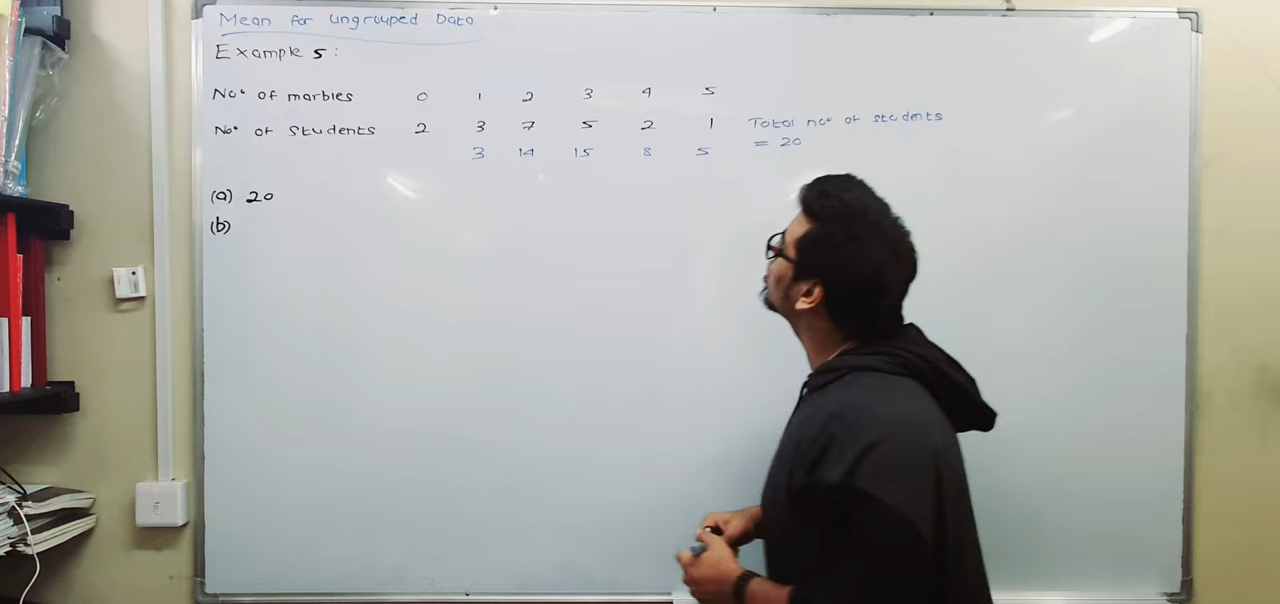 Mean for Ungrouped Data
Example 5:
No. of marbles 0 1 2 3 4 5
No. of Students 2 3 7 5 2 1 Total no. of students
3 14 15 8 5 = 20
(a) 20
(b)